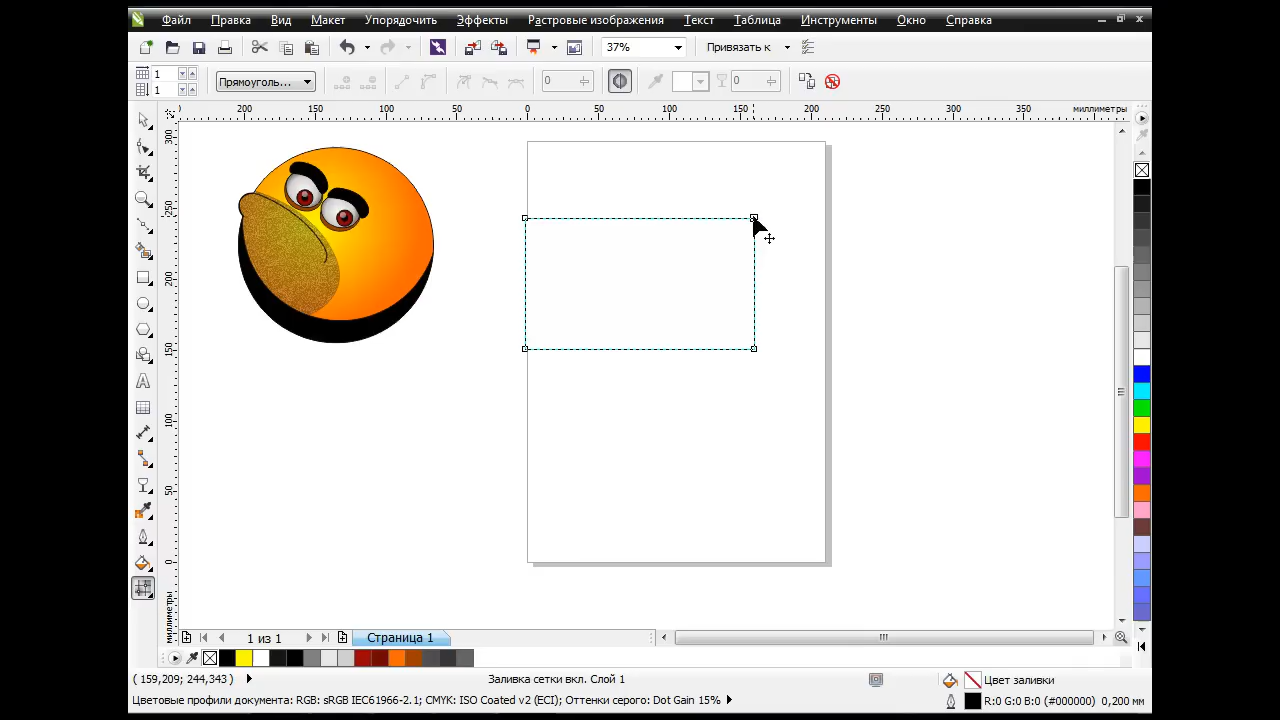 Файл Правка Вид Макет Упорядочить Эффекты Растровые изображения Текст Таблица Инструменты Окно Справка
37% Привязать к
1 Прямоуголь... 0 0
1
200 150 100 50 0 50 100 150 200 250 300 350 миллиметры
300
250
200
150
100
50
0
миллиметры
1 из 1 Страница 1
( 159,209; 244,343 ) Заливка сетки вкл. Слой 1 Цвет заливки
Цветовые профили документа: RGB: sRGB IEC61966-2.1; CMYK: ISO Coated v2 (ECI); Оттенки серого: Dot Gain 15% R:0 G:0 B:0 (#000000) 0,200 мм